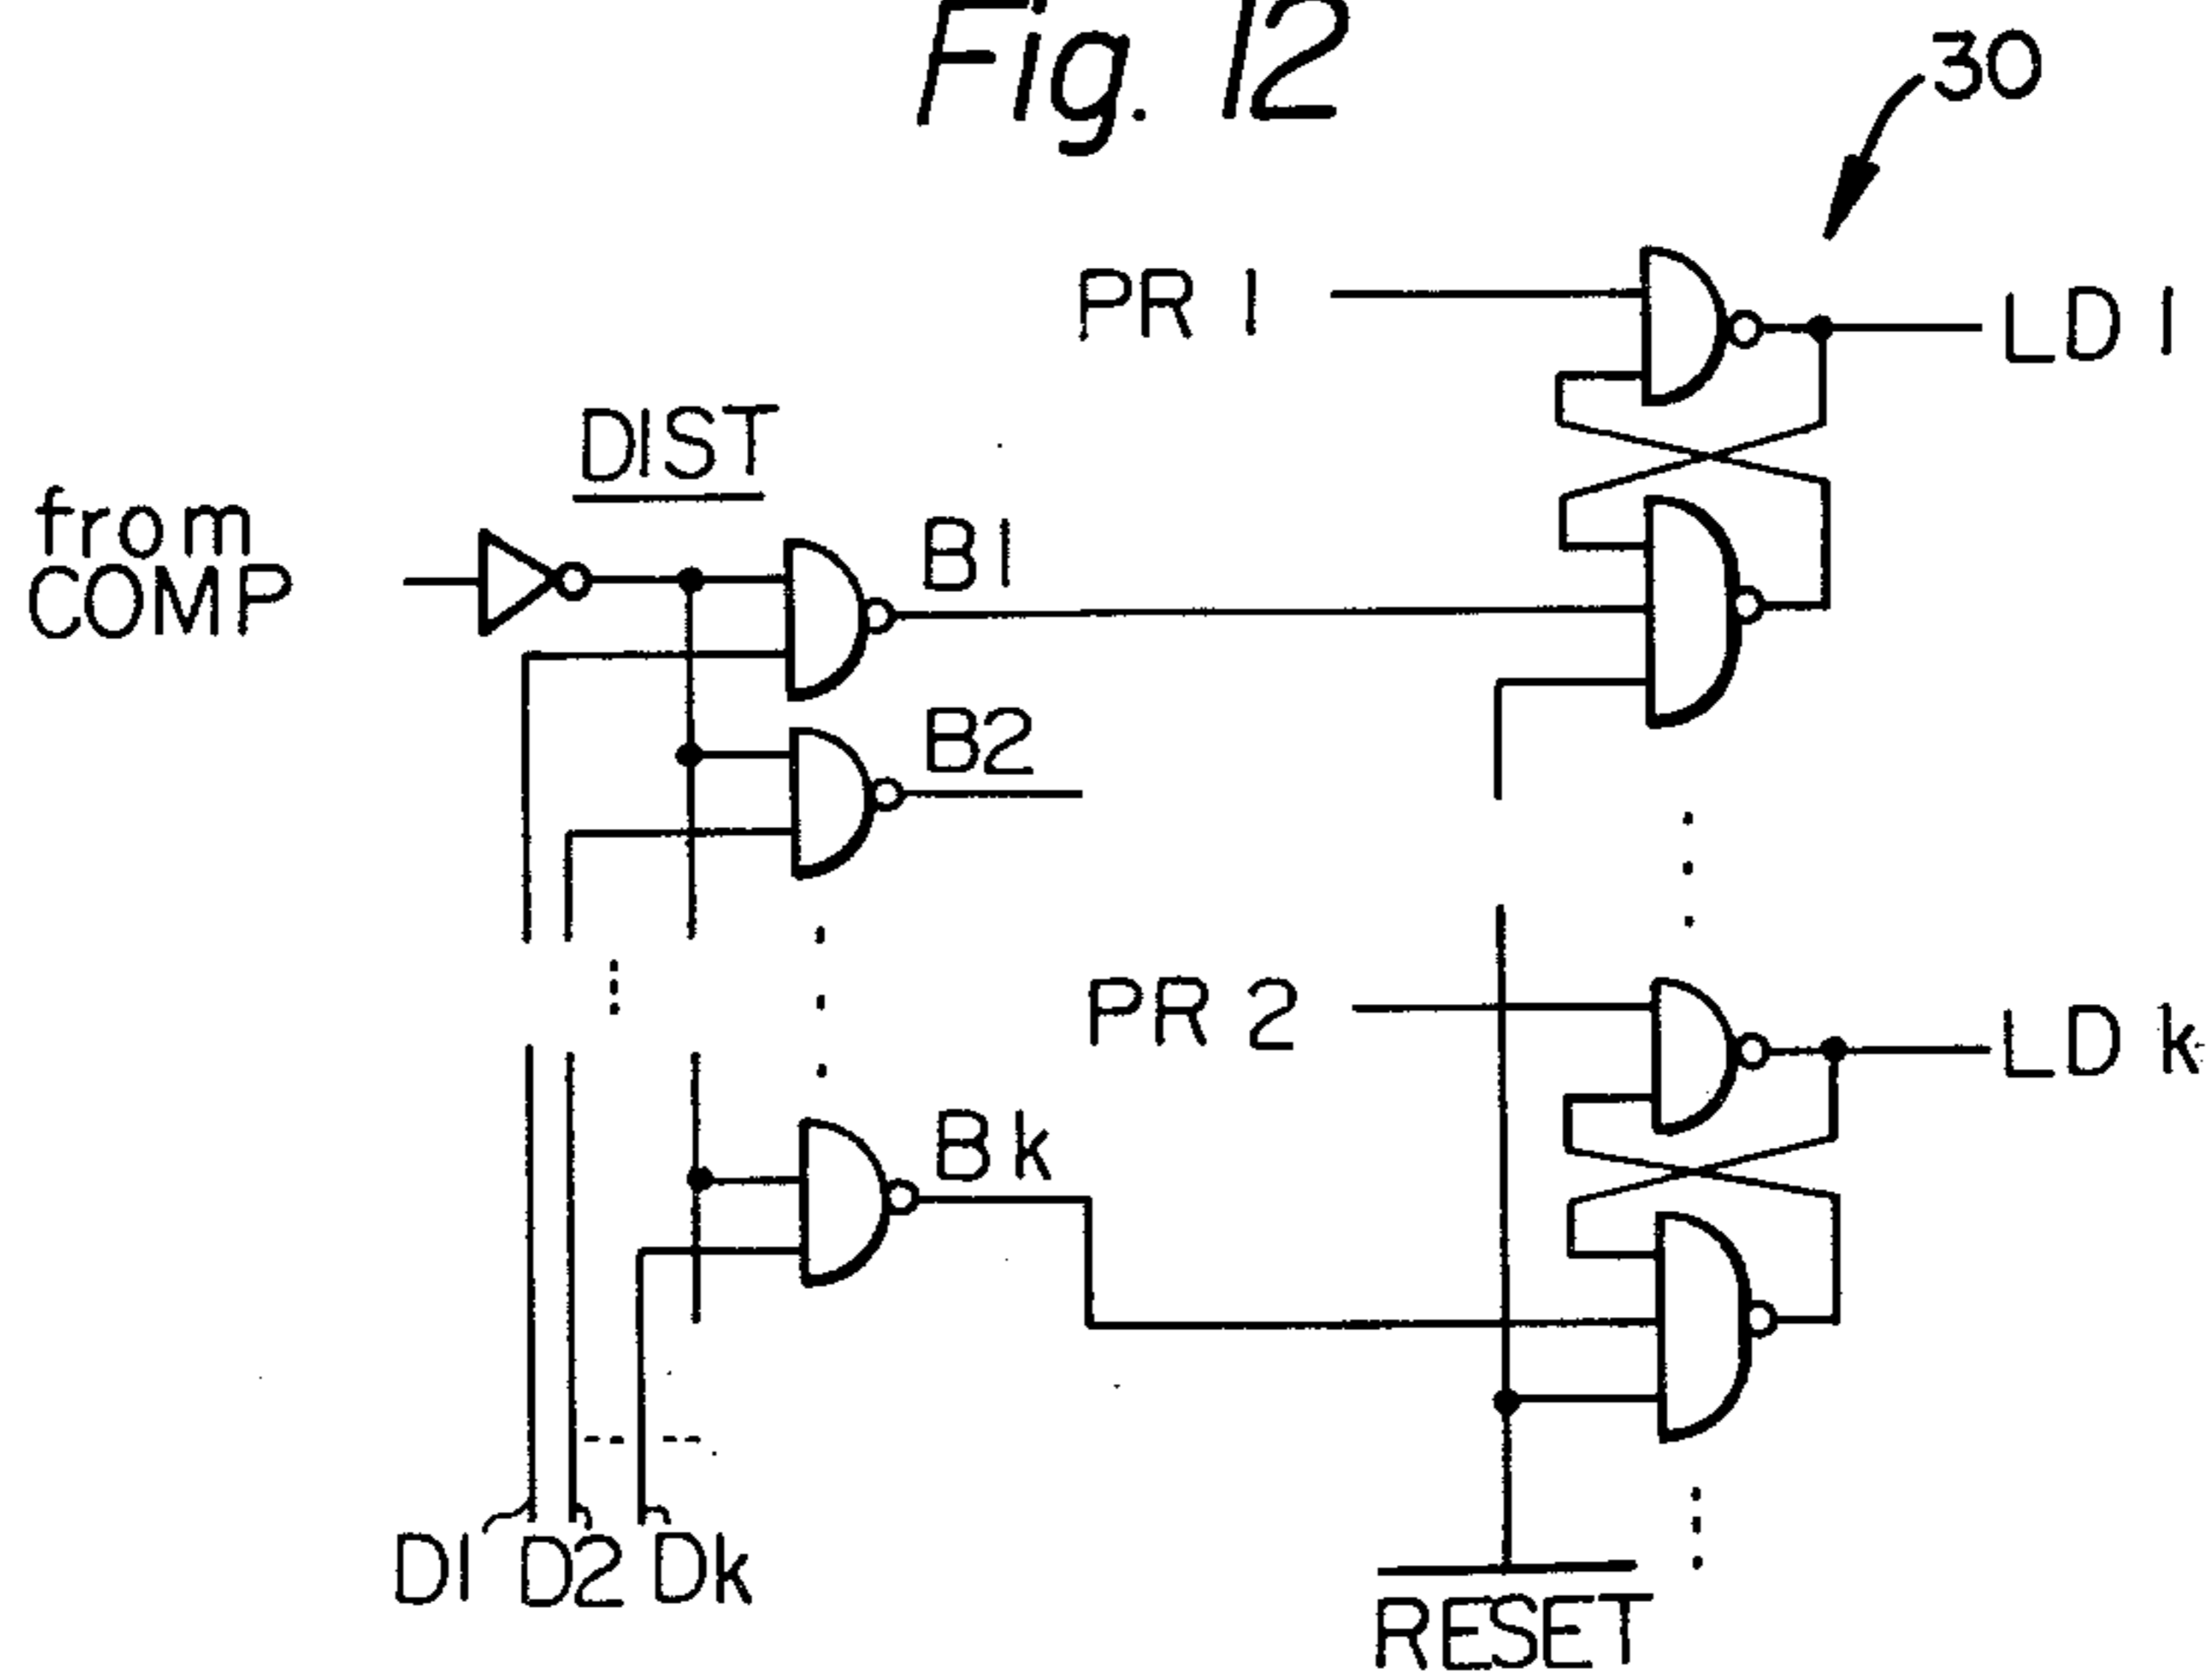 Fig. 12
30
PR 1
LD 1
DIST
from
COMP
B1
B2
PR 2
LD k
Bk
D1 D2 Dk
RESET